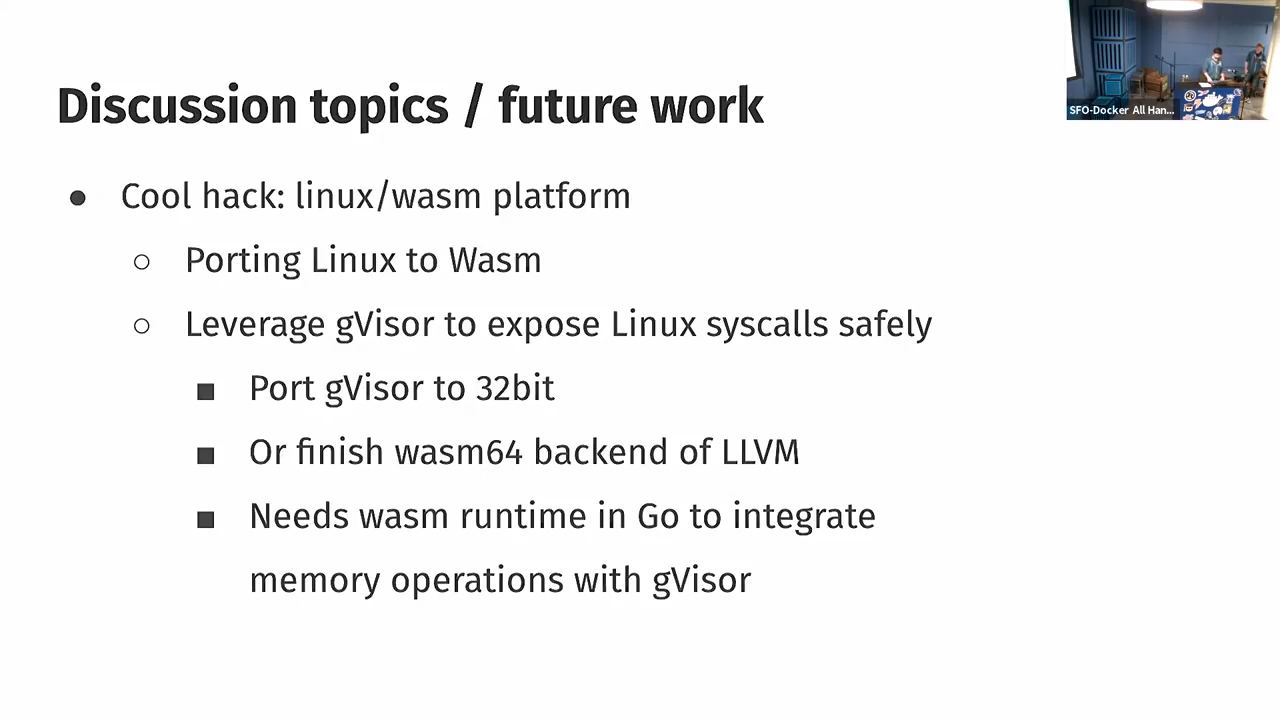 Discussion topics / future work
SFO-Docker All Han...
● Cool hack: linux/wasm platform
○ Porting Linux to Wasm
○ Leverage gVisor to expose Linux syscalls safely
■ Port gVisor to 32bit
■ Or finish wasm64 backend of LLVM
■ Needs wasm runtime in Go to integrate
memory operations with gVisor